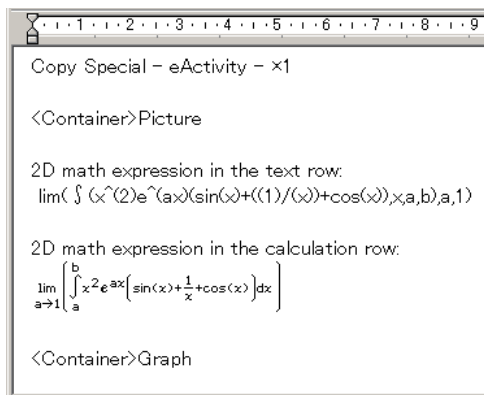 1 2 3 4 5 6 7 8 9
Copy Special - eActivity - ×1
<Container>Picture
2D math expression in the text row:
lim( ∫ (x^(2)e^(ax)(sin(x)+((1)/(x))+cos(x)),x,a,b),a,1)
2D math expression in the calculation row:
lim a→1 ( ∫ a b x² e^ax (sin(x)+1/x+cos(x))dx )
<Container>Graph